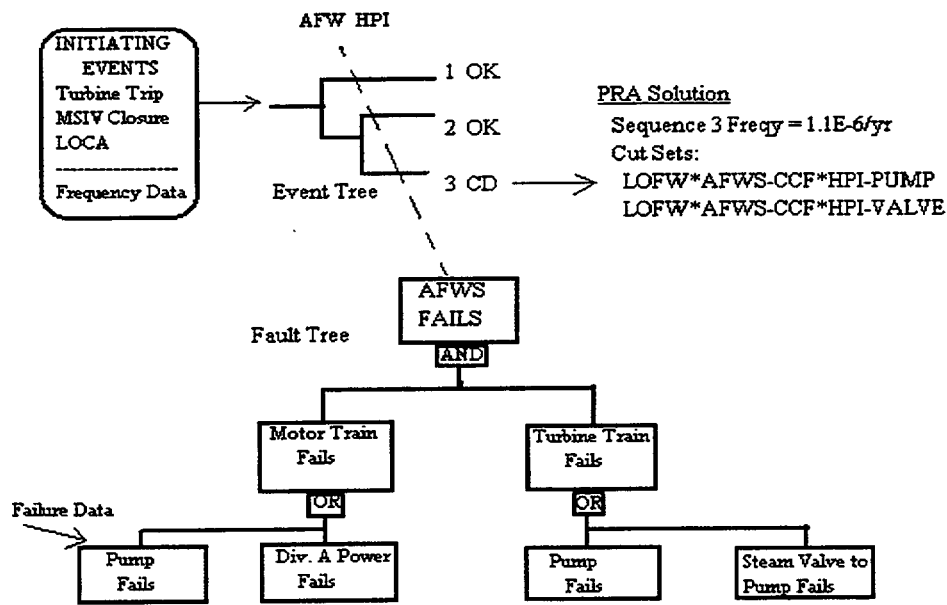 AFW HPI
INITIATING
EVENTS
Turbine Trip
MSIV Closure
LOCA
Frequency Data
1 OK
2 OK
3 CD
Event Tree
PRA Solution
Sequence 3 Freqy = 1.1E-6/yr
Cut Sets:
LOFW*AFWS-CCF*HPI-PUMP
LOFW*AFWS-CCF*HPI-VALVE
AFWS
FAILS
Fault Tree
AND
Motor Train
Fails
Turbine Train
Fails
OR
OR
Failure Data
Pump
Fails
Div. A Power
Fails
Pump
Fails
Steam Valve to
Pump Fails